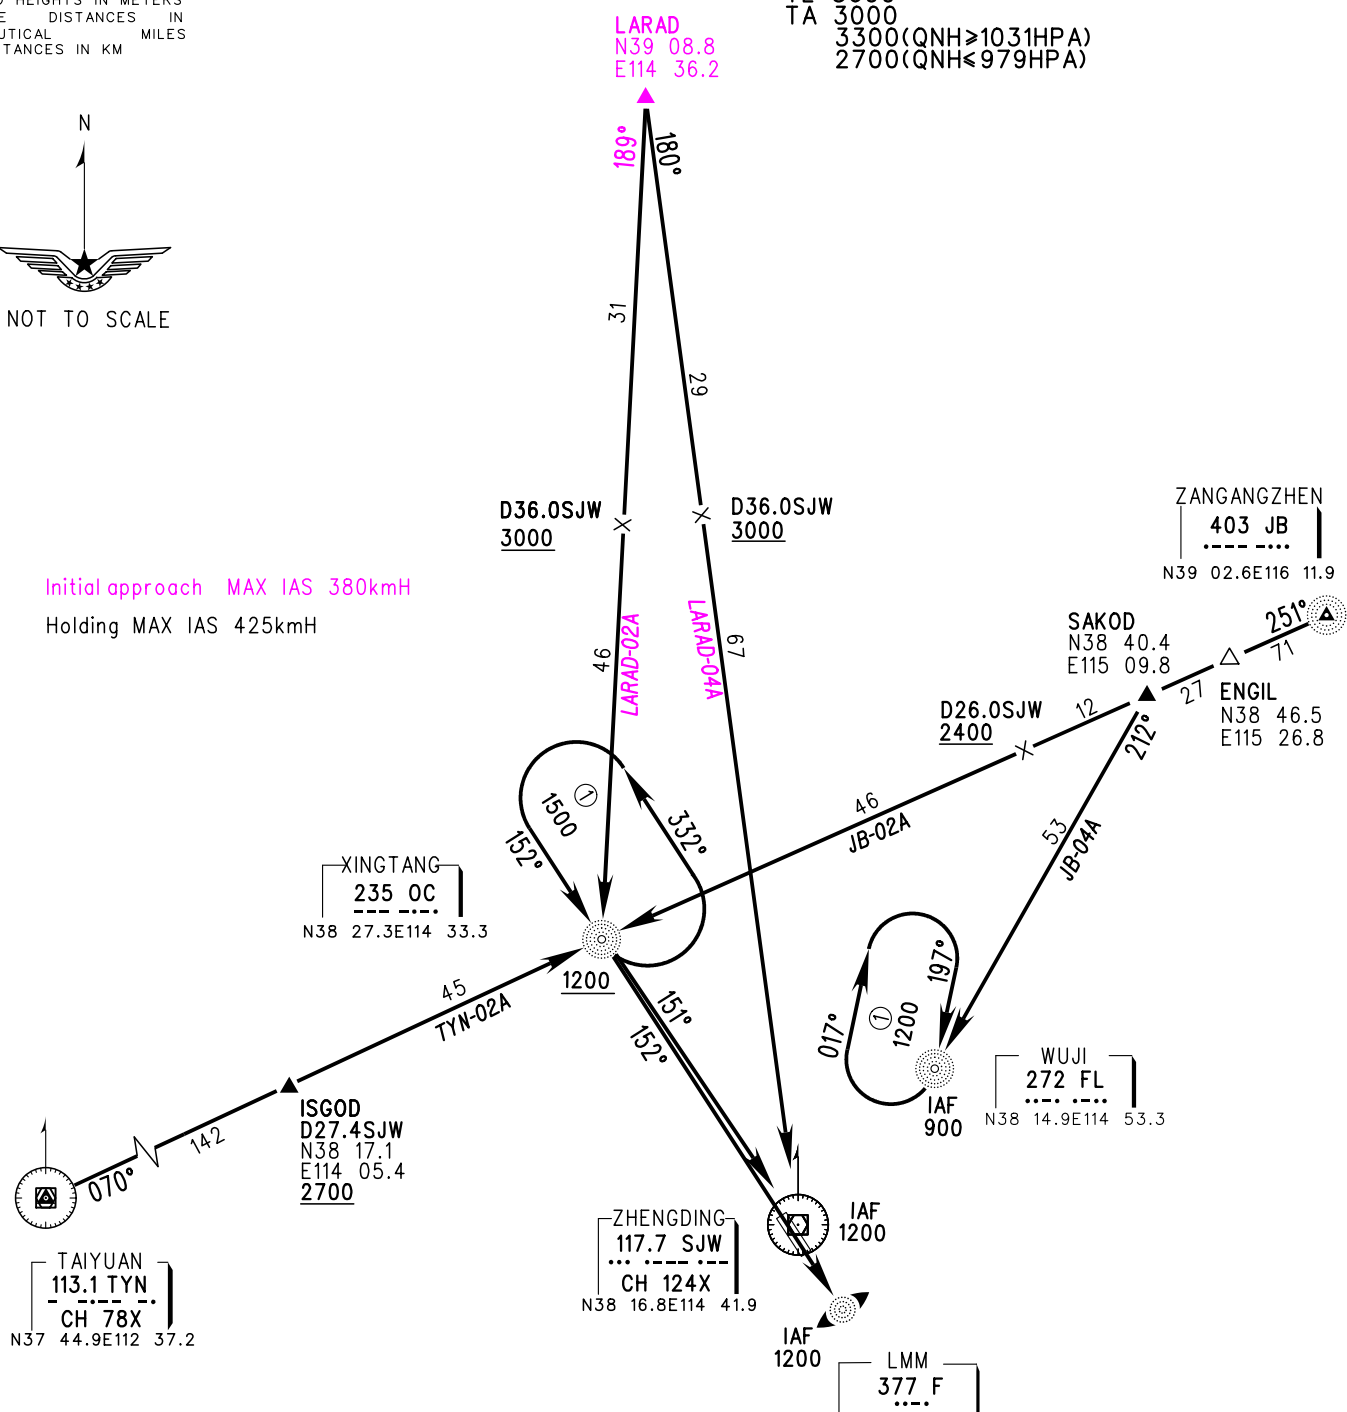 HEIGHTS IN METERS
DISTANCES IN
MILES
IN KM
TA 3000
3300(QNH≥1031HPA)
2700(QNH≤979HPA)
LARAD
N39 08.8
E114 36.2
N
NOT TO SCALE
189°
180°
31
29
D36.0SJW
3000
D36.0SJW
3000
Initial approach MAX IAS 380kmH
Holding MAX IAS 425kmH
46
LARAD-02A
LARAD-04A
67
ZANGANGZHEN
403 JB
·---- -···
N39 02.6E116 11.9
251°
71
SAKOD
N38 40.4
E115 09.8
ENGIL
N38 46.5
E115 26.8
27
12
212°
D26.0SJW
2400
46
JB-02A
53
JB-04A
1
1500
152°
332°
XINGTANG
235 OC
--- -·-·
N38 27.3E114 33.3
1200
45
TYN-02A
151°
152°
197°
017°
1
1200
WUJI
272 FL
··-· ·-··
N38 14.9E114 53.3
IAF
900
ISGOD
D27.4SJW
N38 17.1
E114 05.4
2700
142
070°
TAIYUAN
113.1 TYN
- -·-- -·
CH 78X
N37 44.9E112 37.2
ZHENGDING
117.7 SJW
··· ·--- ·--
CH 124X
N38 16.8E114 41.9
IAF
1200
IAF
1200
LMM
377 F
··-·